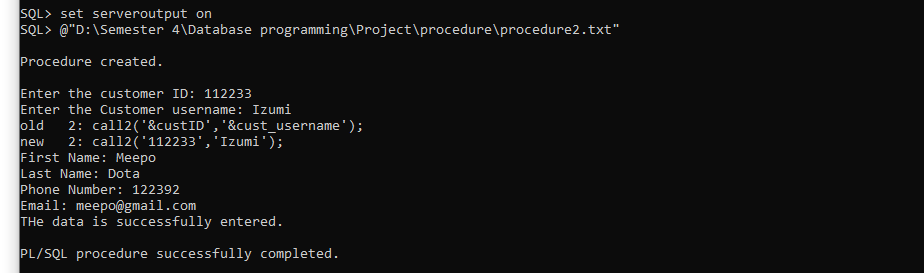 SQL> set serveroutput on
SQL> @"D:\Semester 4\Database programming\Project\procedure\procedure2.txt"
Procedure created.
Enter the customer ID: 112233
Enter the Customer username: Izumi
old   2: call2('&custID','&cust_username');
new   2: call2('112233','Izumi');
First Name: Meepo
Last Name: Dota
Phone Number: 122392
Email: meepo@gmail.com
THe data is successfully entered.
PL/SQL procedure successfully completed.